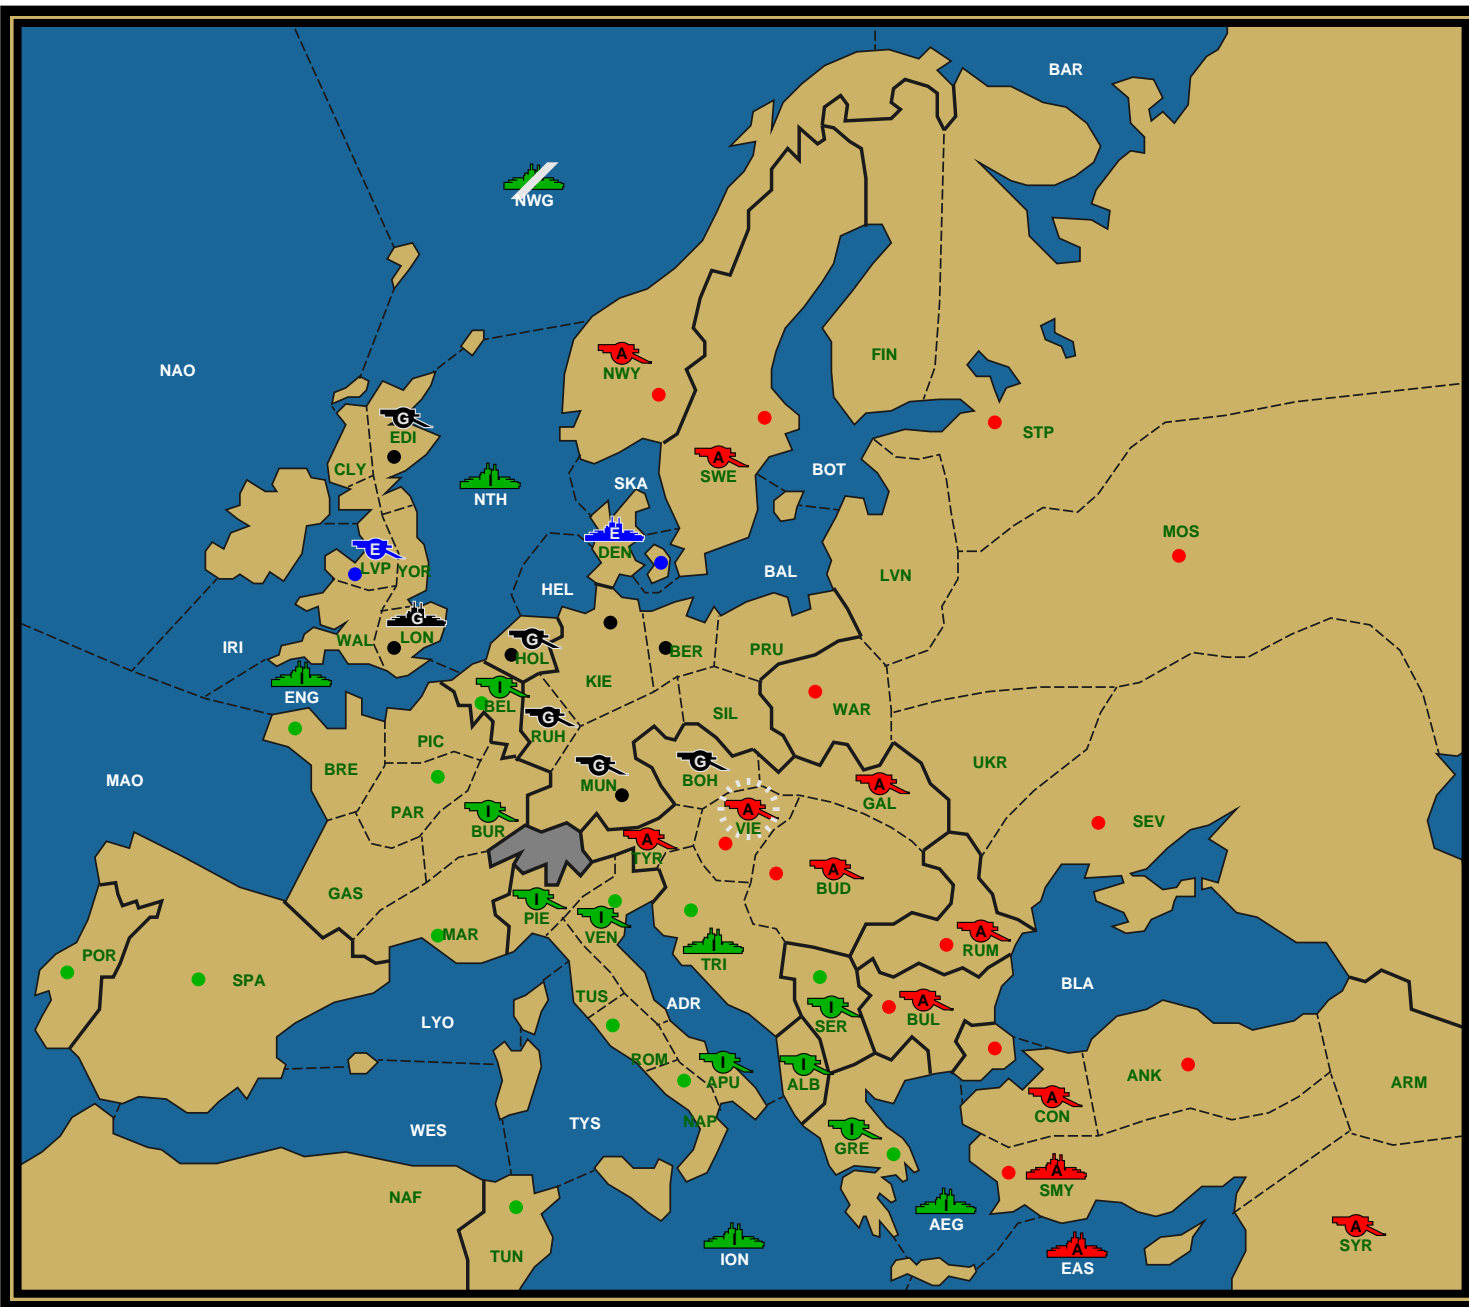 BAR
NWG
NAO
FIN
A
NWY
G
EDI
STP
CLY
A
SWE
BOT
SKA
I
NTH
MOS
E
DEN
E
LVP
YOR
BAL
LVN
HEL
G
LON
WAL
IRI
G
HOL
BER
PRU
KIE
I
ENG
I
BEL
WAR
SIL
G
RUH
PIC
BRE
G
MUN
G
BOH
UKR
MAO
A
GAL
PAR
I
BUR
A
VIE
SEV
A
TYR
A
BUD
GAS
I
PIE
I
VEN
MAR
A
RUM
POR
SPA
I
TRI
BLA
TUS
ADR
I
SER
A
BUL
LYO
ROM
I
APU
I
ALB
ANK
ARM
A
CON
NAP
TYS
WES
I
GRE
A
SMY
NAF
I
AEG
A
SYR
TUN
I
ION
A
EAS